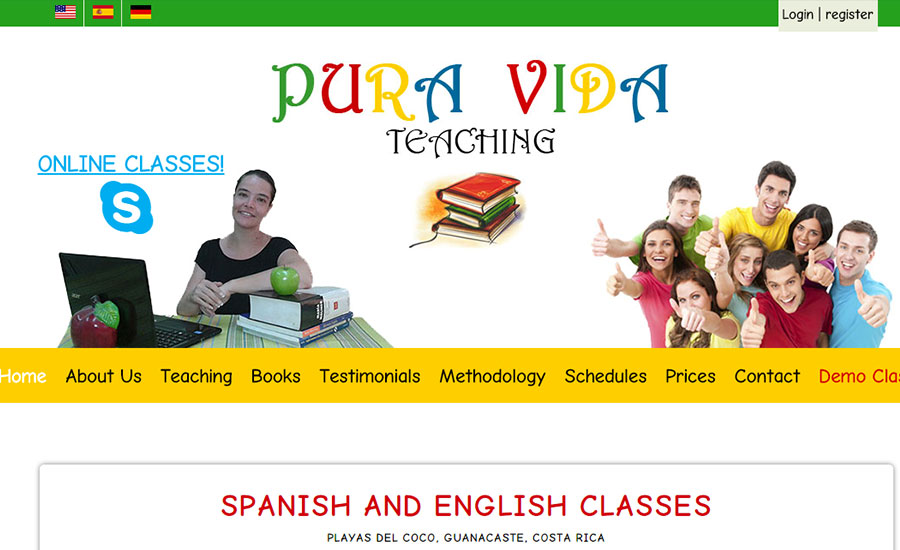 Login | register
PURA VIDA
TEACHING
ONLINE CLASSES!
S
acer
Home About Us Teaching Books Testimonials Methodology Schedules Prices Contact Demo Clas
SPANISH AND ENGLISH CLASSES
PLAYAS DEL COCO, GUANACASTE, COSTA RICA